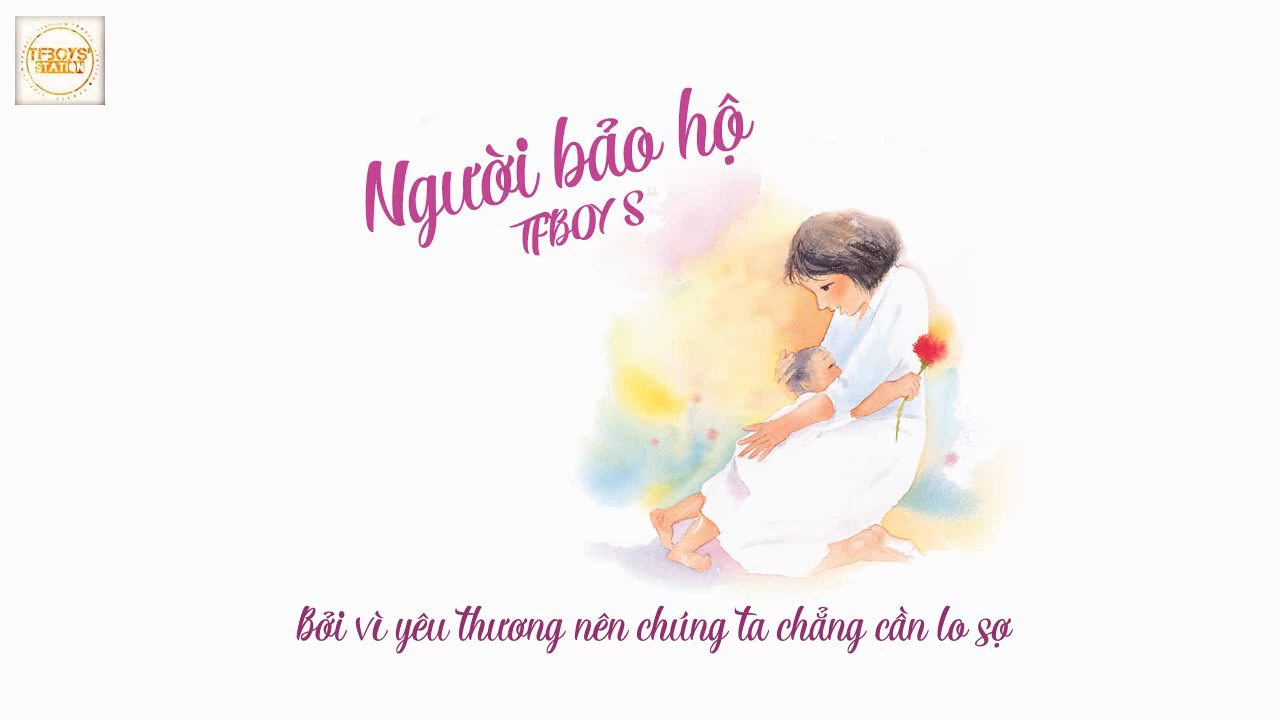 TFBOYS'
STATION
Người bảo hộ
TFBOYS
Bởi vì yêu thương nên chúng ta chẳng cần lo sợ